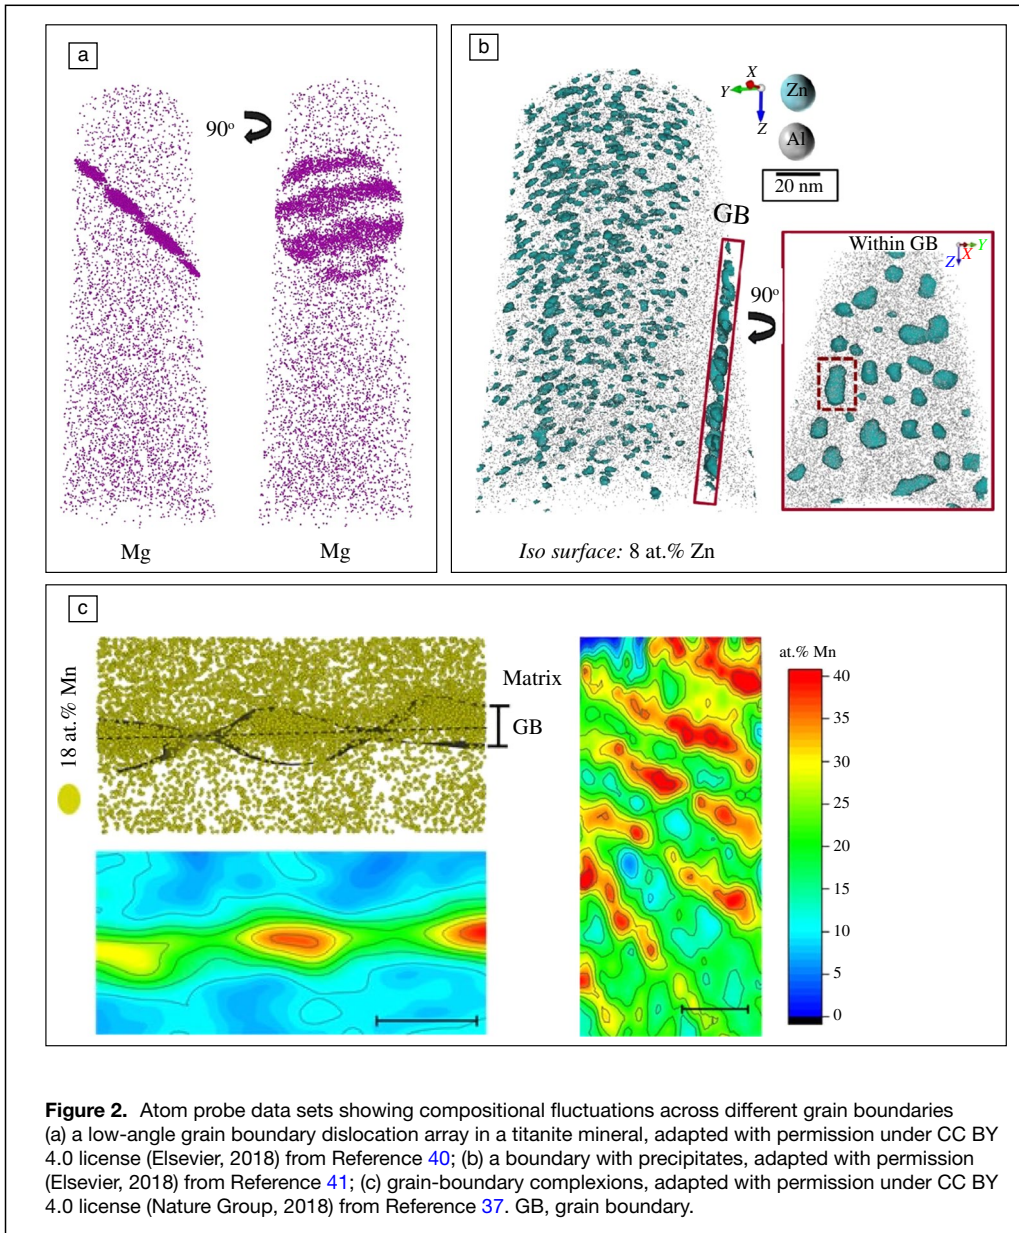 a
90°
Mg
Mg
b
X
Y
Z
Zn
Al
20 nm
GB
90°
Within GB
Z
X
Y
Iso surface: 8 at.% Zn
c
18 at.% Mn
Matrix
GB
at.% Mn
40
35
30
25
20
15
10
5
0
Figure 2. Atom probe data sets showing compositional fluctuations across different grain boundaries
(a) a low-angle grain boundary dislocation array in a titanite mineral, adapted with permission under CC BY
4.0 license (Elsevier, 2018) from Reference 40; (b) a boundary with precipitates, adapted with permission
(Elsevier, 2018) from Reference 41; (c) grain-boundary complexions, adapted with permission under CC BY
4.0 license (Nature Group, 2018) from Reference 37. GB, grain boundary.